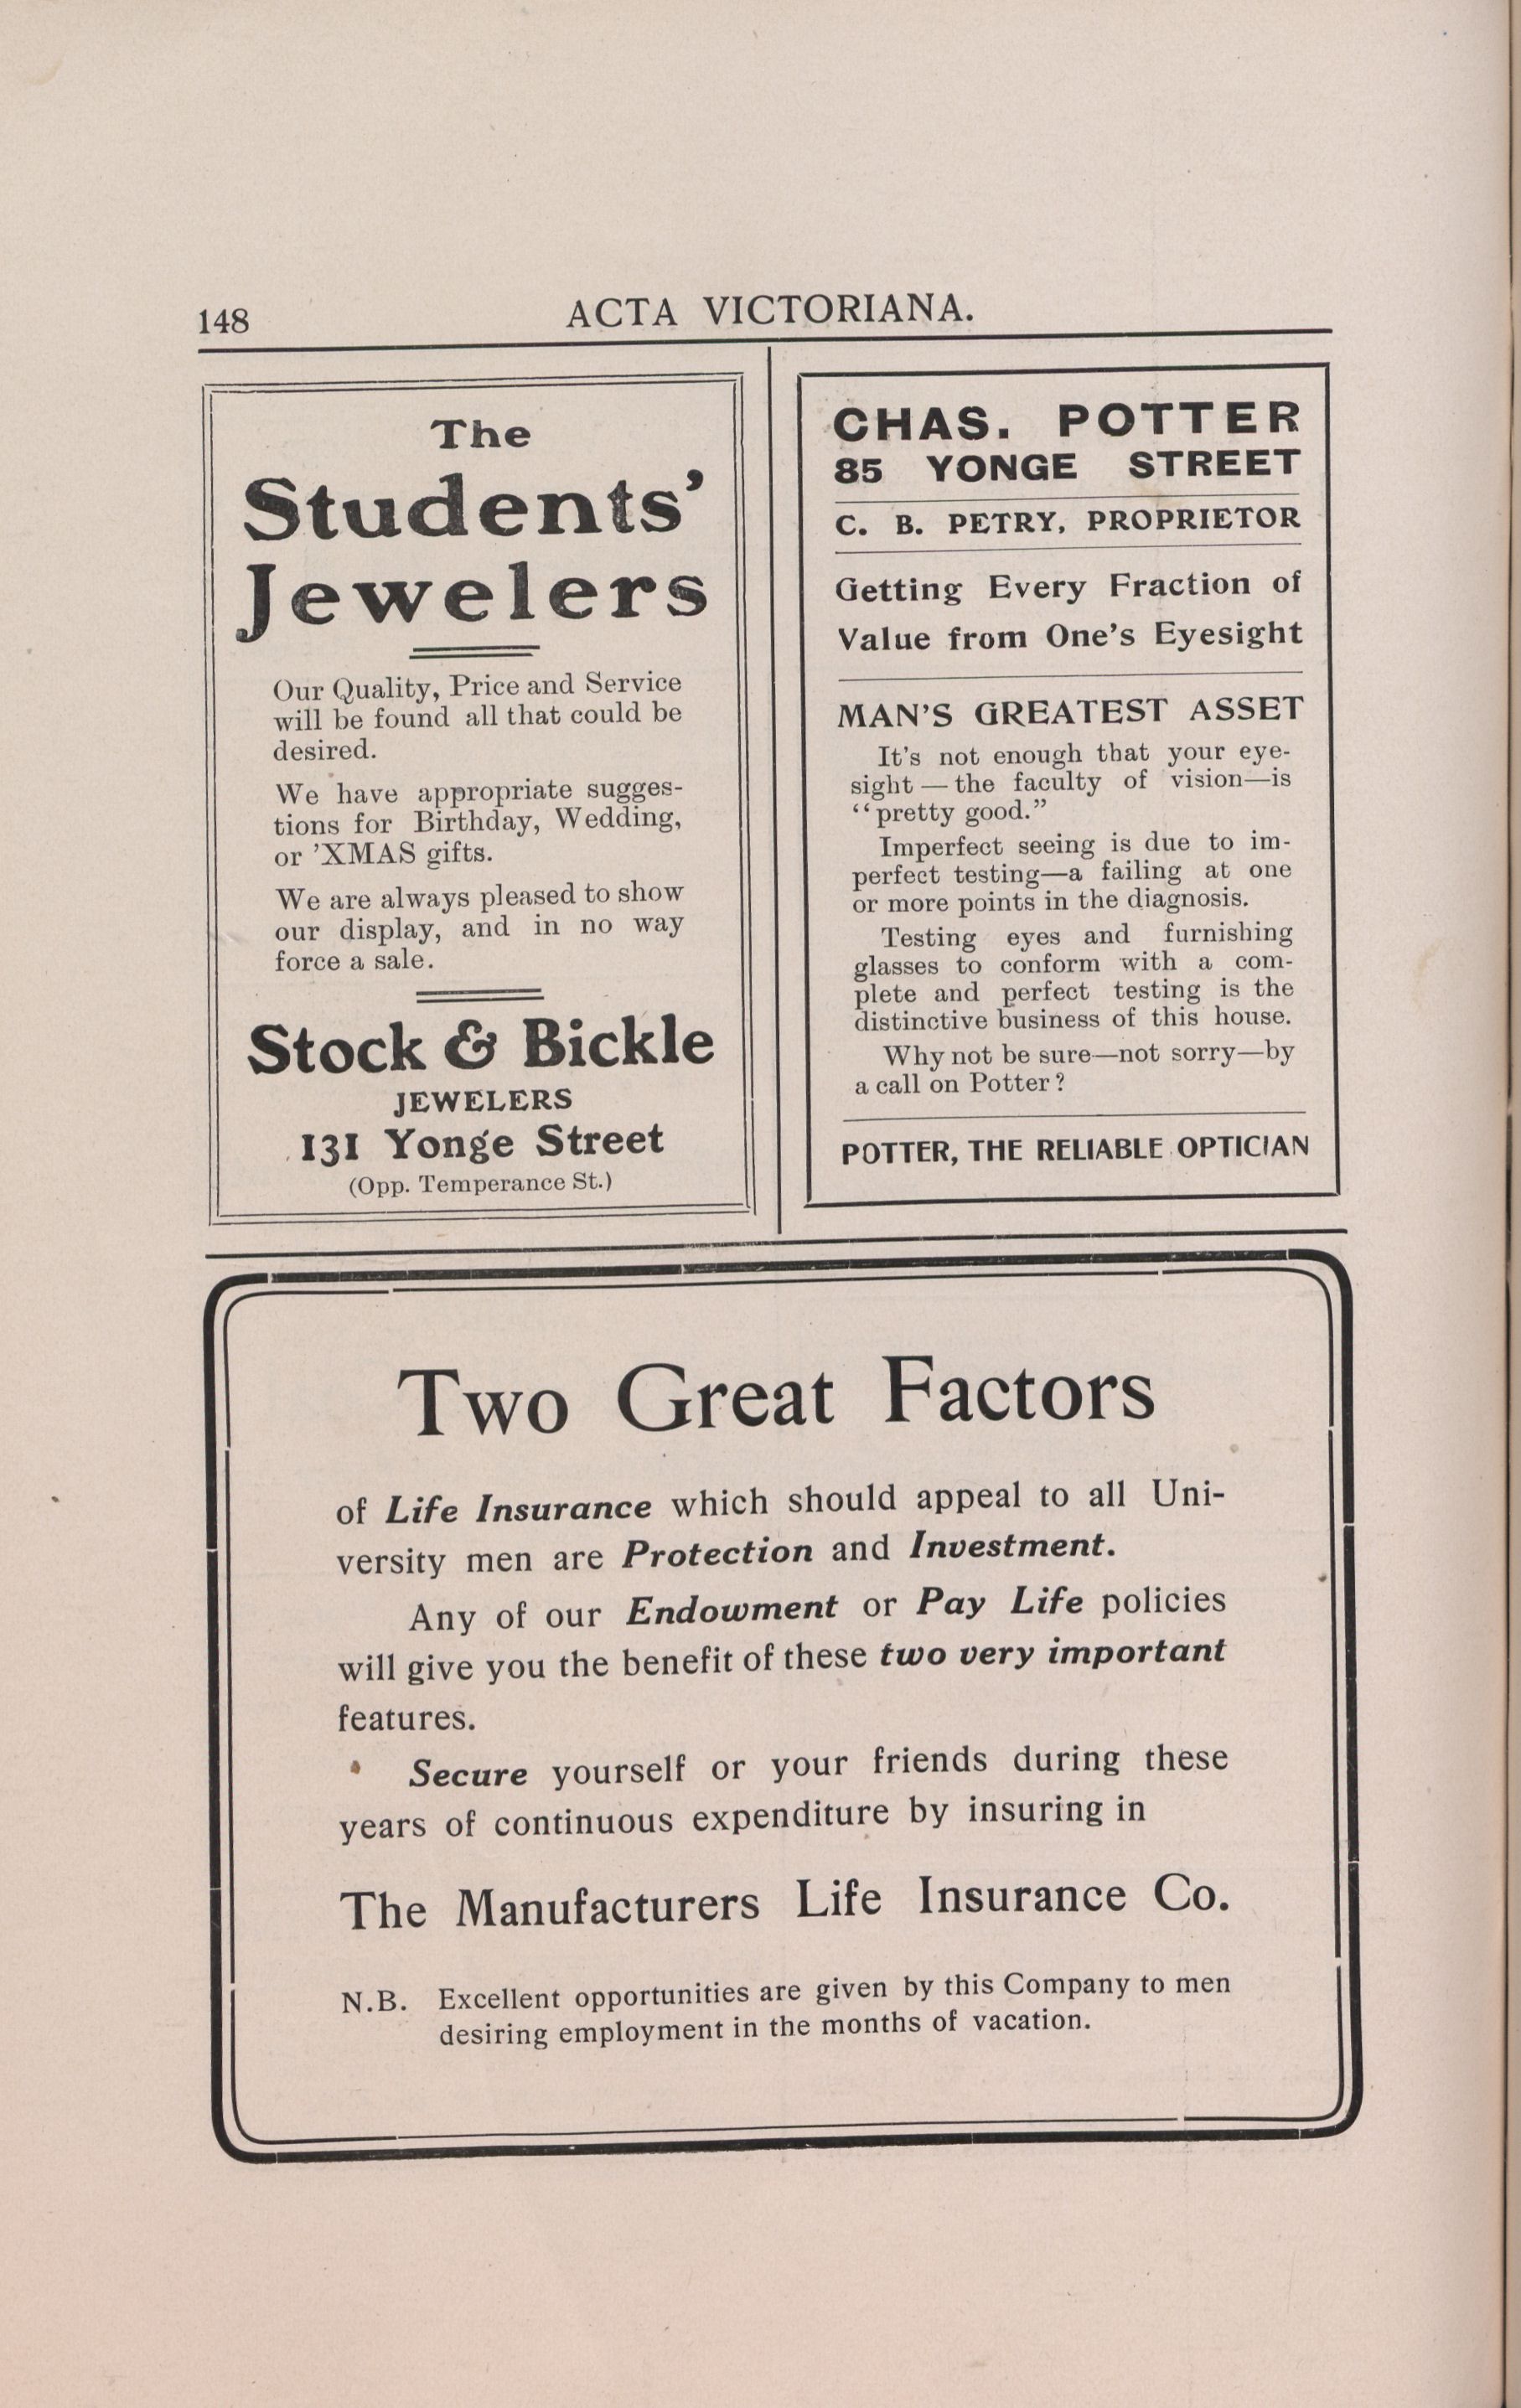 148
ACTA VICTORIANA.
The
Students’
Jewelers
Our Quality, Price and Service
will be found all that could be
desired.
We have appropriate sugges-
tions for Birthday, Wedding,
or ’XMAS gifts.
We are always pleased to show
our display, and in no way
force a sale.
Stock & Bickle
JEWELERS
131 Yonge Street
(Opp. Temperance St.)
CHAS. POTTER
85 YONGE STREET
C. B. PETRY, PROPRIETOR
Getting Every Fraction of
Value from One’s Eyesight
MAN’S GREATEST ASSET
It’s not enough that your eye-
sight — the faculty of vision—is
“pretty good.”
Imperfect seeing is due to im-
perfect testing—a failing at one
or more points in the diagnosis.
Testing eyes and furnishing
glasses to conform with a com-
plete and perfect testing is the
distinctive business of this house.
Why not be sure—not sorry—by
a call on Potter?
POTTER, THE RELIABLE OPTICIAN
Two Great Factors
of Life Insurance which should appeal to all Uni-
versity men are Protection and Investment.
Any of our Endowment or Pay Life policies
will give you the benefit of these two very important
features.
Secure yourself or your friends during these
years of continuous expenditure by insuring in
The Manufacturers Life Insurance Co.
N.B. Excellent opportunities are given by this Company to men
desiring employment in the months of vacation.